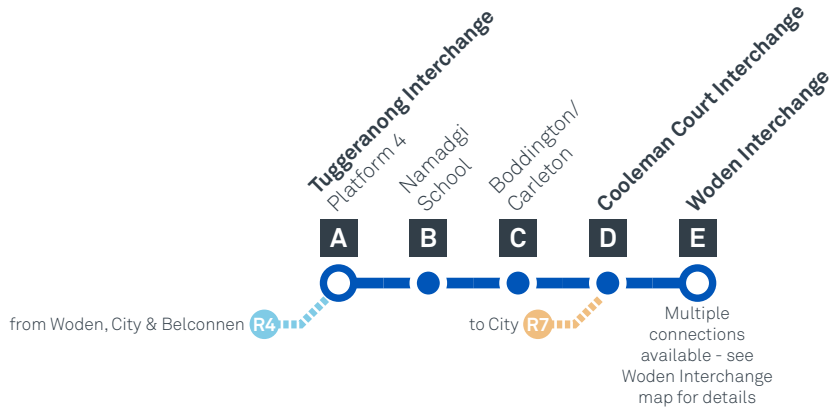 Tuggeranong Interchange
Platform 4
Namadgi
School
Boddington/
Carleton
Cooleman Court Interchange
Woden Interchange
A
B
C
D
E
from Woden, City & Belconnen R4
to City R7
Multiple
connections
available - see
Woden Interchange
map for details